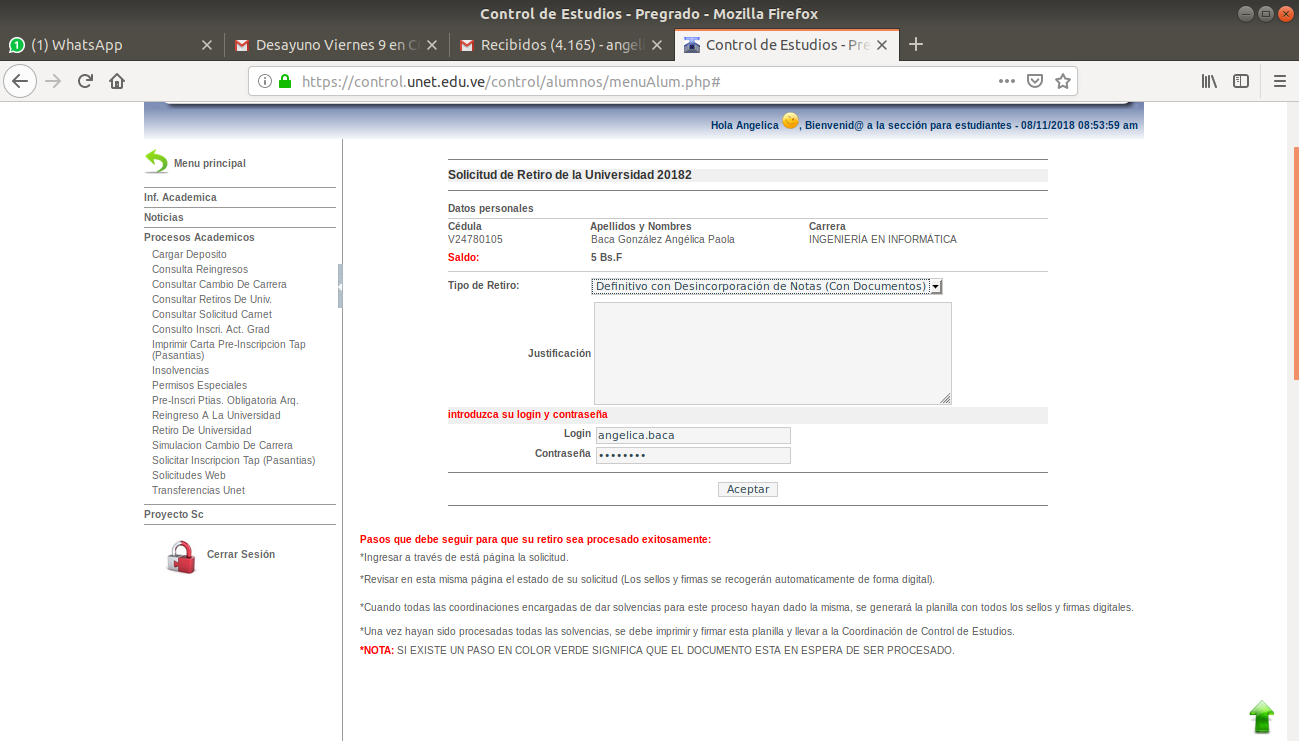 Control de Estudios - Pregrado - Mozilla Firefox
(1) WhatsApp
Desayuno Viernes 9 en
Recibidos (4.165) - angel
Control de Estudios - Pre
https://control.unet.edu.ve/control/alumnos/menuAlum.php#
Hola Angelica , Bienvenid@ a la sección para estudiantes - 08/11/2018 08:53:59 am
Menu principal
Inf. Academica
Noticias
Procesos Academicos
Cargar Deposito
Consulta Reingresos
Consultar Cambio De Carrera
Consultar Retiros De Univ.
Consultar Solicitud Carnet
Consulto Inscri. Act. Grad
Imprimir Carta Pre-Inscripcion Tap
(Pasantias)
Insolvencias
Permisos Especiales
Pre-Inscri Ptias. Obligatoria Arq.
Reingreso A La Universidad
Retiro De Universidad
Simulacion Cambio De Carrera
Solicitar Inscripcion Tap (Pasantias)
Solicitudes Web
Transferencias Unet
Proyecto Sc
Cerrar Sesión
Solicitud de Retiro de la Universidad 20182
Datos personales
Cédula Apellidos y Nombres Carrera
V24780105 Baca González Angélica Paola INGENIERÍA EN INFORMÁTICA
Saldo: 5 Bs.F
Tipo de Retiro: Definitivo con Desincorporación de Notas (Con Documentos)
Justificación
introduzca su login y contraseña
Login angelica.baca
Contraseña ••••••••
Aceptar
Pasos que debe seguir para que su retiro sea procesado exitosamente:
*Ingresar a través de está página la solicitud.
*Revisar en esta misma página el estado de su solicitud (Los sellos y firmas se recogerán automaticamente de forma digital).
*Cuando todas las coordinaciones encargadas de dar solvencias para este proceso hayan dado la misma, se generará la planilla con todos los sellos y firmas digitales.
*Una vez hayan sido procesadas todas las solvencias, se debe imprimir y firmar esta planilla y llevar a la Coordinación de Control de Estudios.
*NOTA: SI EXISTE UN PASO EN COLOR VERDE SIGNIFICA QUE EL DOCUMENTO ESTA EN ESPERA DE SER PROCESADO.